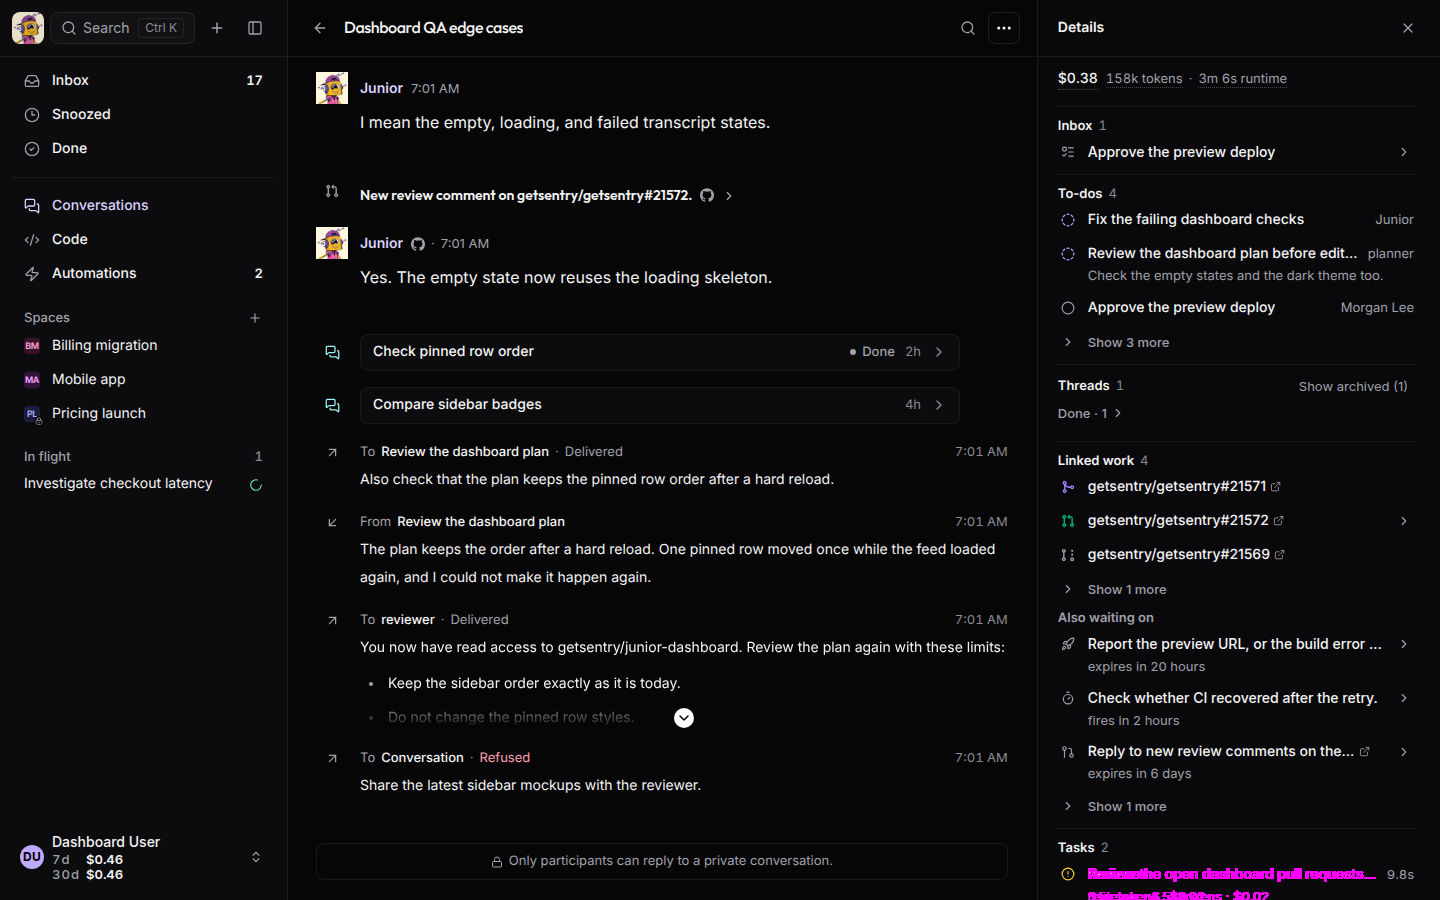 Search Ctrl K
Inbox 17
Snoozed
Done
Conversations
Code
Automations 2
Spaces
BM Billing migration
MA Mobile app
PL Pricing launch
In flight 1
Investigate checkout latency
DU Dashboard User
7d $0.46
30d $0.46
Dashboard QA edge cases
Junior 7:01 AM
I mean the empty, loading, and failed transcript states.
New review comment on getsentry/getsentry#21572.
Junior · 7:01 AM
Yes. The empty state now reuses the loading skeleton.
Check pinned row order Done 2h
Compare sidebar badges 4h
To Review the dashboard plan · Delivered 7:01 AM
Also check that the plan keeps the pinned row order after a hard reload.
From Review the dashboard plan 7:01 AM
The plan keeps the order after a hard reload. One pinned row moved once while the feed loaded
again, and I could not make it happen again.
To reviewer · Delivered 7:01 AM
You now have read access to getsentry/junior-dashboard. Review the plan again with these limits:
• Keep the sidebar order exactly as it is today.
• Do not change the pinned row styles.
To Conversation · Refused 7:01 AM
Share the latest sidebar mockups with the reviewer.
Only participants can reply to a private conversation.
Details
$0.38 158k tokens · 3m 6s runtime
Inbox 1
Approve the preview deploy
To-dos 4
Fix the failing dashboard checks Junior
Review the dashboard plan before edit... planner
Check the empty states and the dark theme too.
Approve the preview deploy Morgan Lee
Show 3 more
Threads 1 Show archived (1)
Done · 1
Linked work 4
getsentry/getsentry#21571
getsentry/getsentry#21572
getsentry/getsentry#21569
Show 1 more
Also waiting on
Report the preview URL, or the build error ...
expires in 20 hours
Check whether CI recovered after the retry.
fires in 2 hours
Reply to new review comments on the...
expires in 6 days
Show 1 more
Tasks 2
open dashboard pull requests... 9.8s
· $0.02